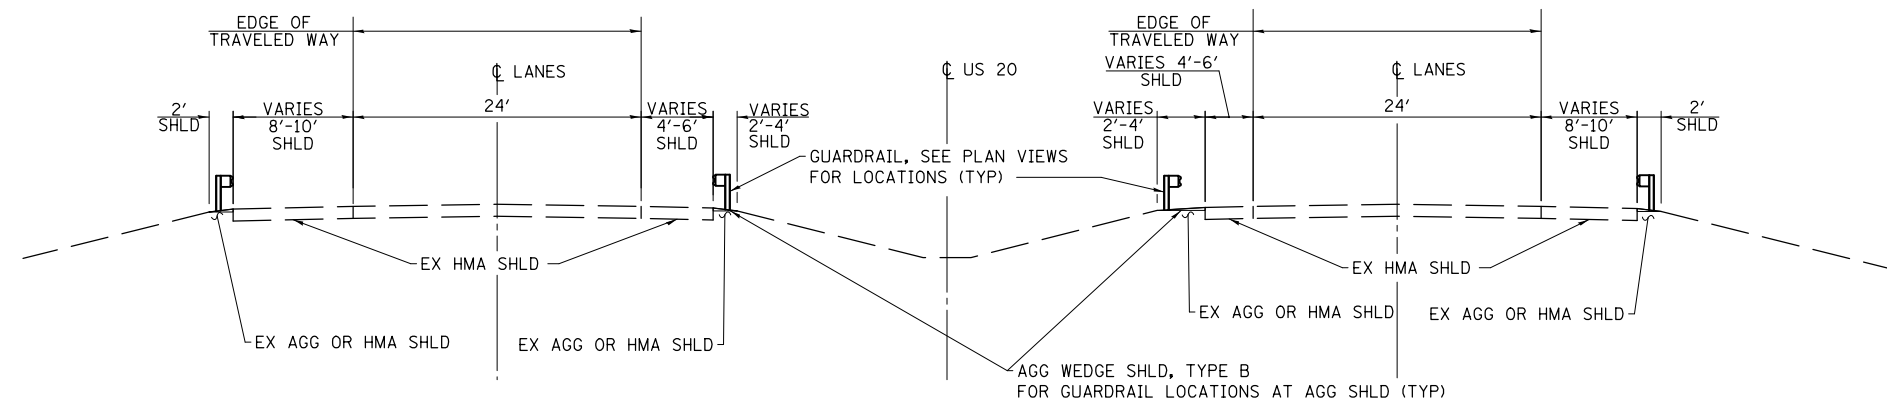 EDGE OF
TRAVELED WAY
℄ LANES
2'
SHLD
VARIES
8'-10'
SHLD
24'
VARIES
4'-6'
SHLD
VARIES
2'-4'
SHLD
℄ US 20
EDGE OF
TRAVELED WAY
VARIES 4'-6'
SHLD
℄ LANES
VARIES
2'-4'
SHLD
24'
VARIES
8'-10'
SHLD
2'
SHLD
GUARDRAIL, SEE PLAN VIEWS
FOR LOCATIONS (TYP)
EX HMA SHLD
EX HMA SHLD
EX AGG OR HMA SHLD
EX AGG OR HMA SHLD
EX AGG OR HMA SHLD
EX AGG OR HMA SHLD
AGG WEDGE SHLD, TYPE B
FOR GUARDRAIL LOCATIONS AT AGG SHLD (TYP)